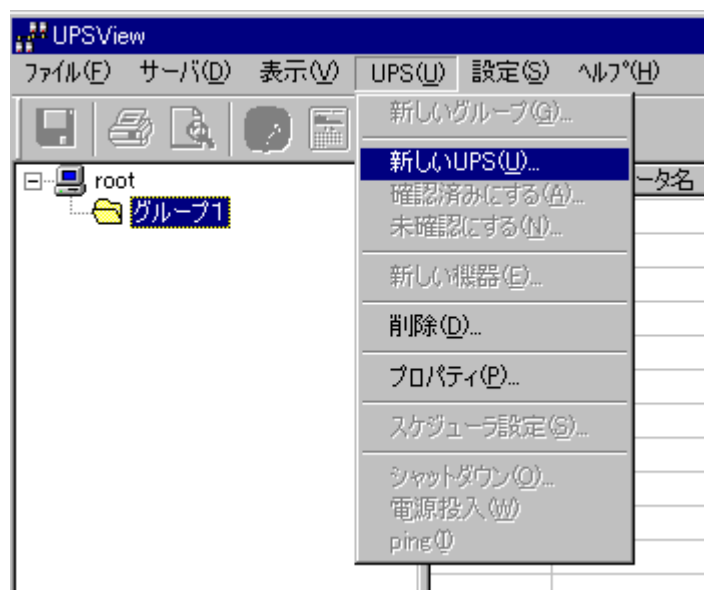 UPSView
ﾌｧｲﾙ(F) サーバ(D) 表示(V) UPS(U) 設定(S) ﾍﾙﾌﾟ(H)
新しいグループ(G)...
新しいUPS(U)...
確認済みにする(A)...
未確認にする(N)...
新しい機器(E)...
削除(D)...
プロパティ(P)...
スケジューラ設定(S)...
シャットダウン(O)...
電源投入(W)
ping(I)
root
グループ1
ータ名